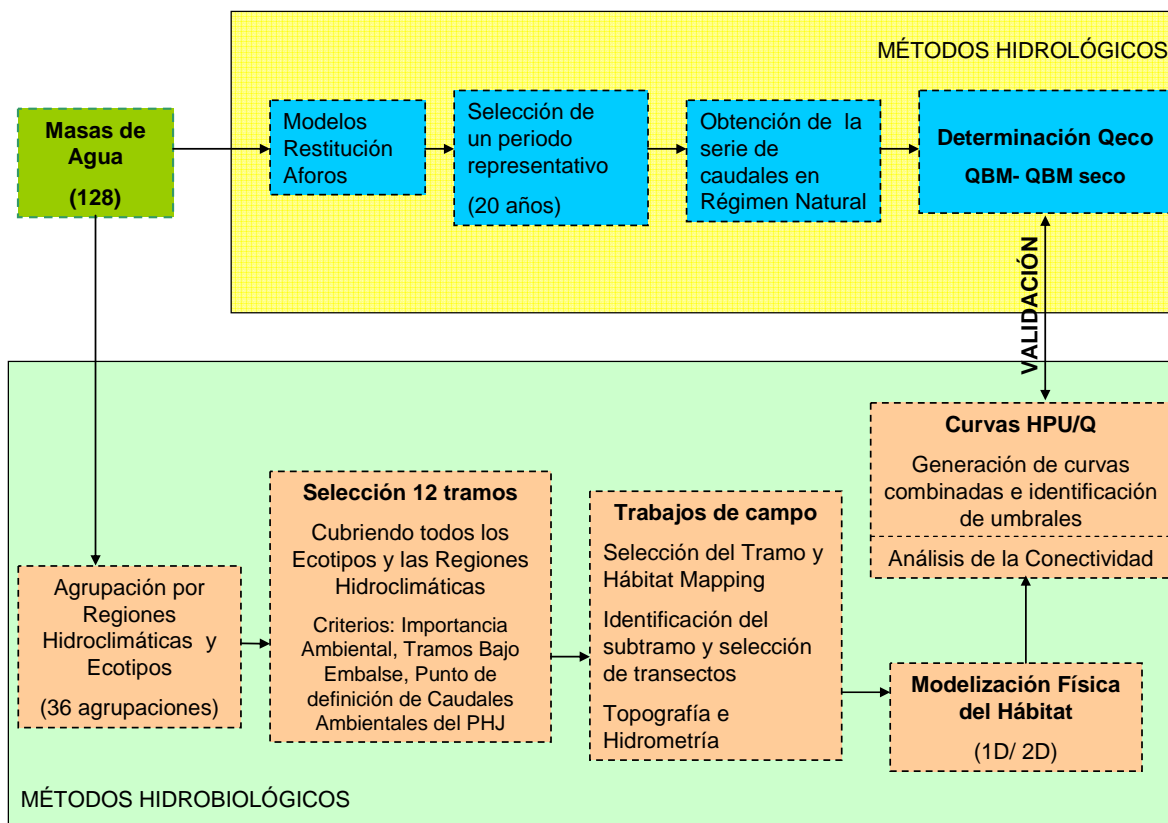 MÉTODOS HIDROLÓGICOS
Masas de
Agua
(128)
Modelos
Restitución
Aforos
Selección de
un periodo
representativo
(20 años)
Obtención de la
serie de
caudales en
Régimen Natural
Determinación Qeco
QBM- QBM seco
VALIDACIÓN
Curvas HPU/Q
Generación de curvas
combinadas e identificación
de umbrales
Análisis de la Conectividad
Agrupación por
Regiones
Hidroclimáticas y
Ecotipos
(36 agrupaciones)
Selección 12 tramos
Cubriendo todos los
Ecotipos y las Regiones
Hidroclimáticas
Criterios: Importancia
Ambiental, Tramos Bajo
Embalse, Punto de
definición de Caudales
Ambientales del PHJ
Trabajos de campo
Selección del Tramo y
Hábitat Mapping
Identificación del
subtramo y selección
de transectos
Topografía e
Hidrometría
Modelización Física
del Hábitat
(1D/ 2D)
MÉTODOS HIDROBIOLÓGICOS